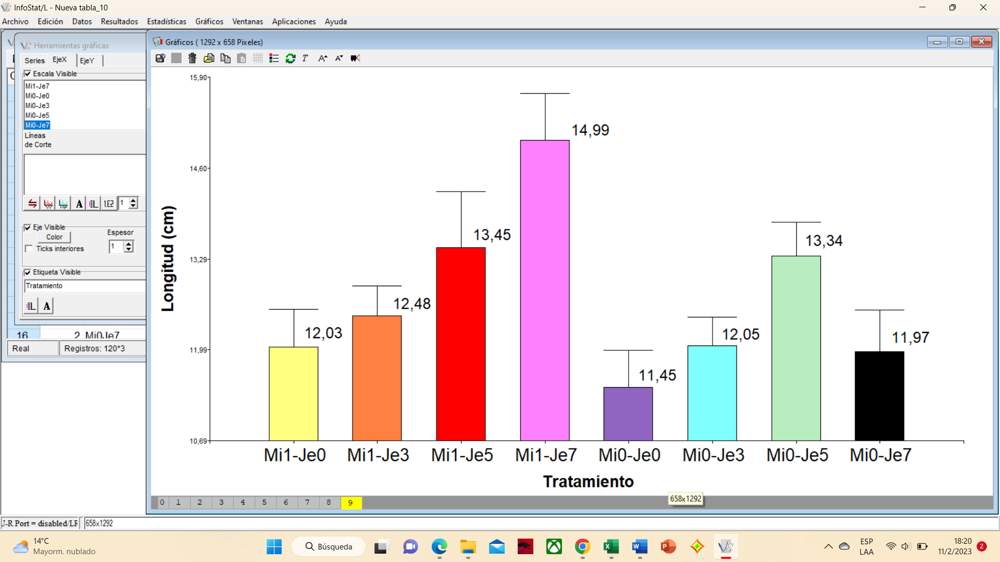 InfoStat/L - Nueva tabla_10
Archivo Edición Datos Resultados Estadísticas Gráficos Ventanas Aplicaciones Ayuda
Herramientas gráficas
Series EjeX EjeY
Escala Visible
Mi1-Je7
Mi0-Je0
Mi0-Je3
Mi0-Je5
Mi0-Je7
Líneas
de Corte
A 1.E2 1
Eje Visible
Color
Espesor
1
Ticks interiores
Etiqueta Visible
Tratamiento
A
16 2 Mi0Je7
Real Registros: 120*3
Gráficos ( 1292 x 658 Pixeles)
15,90
14,60
13,29
11,99
10,69
Longitud (cm)
12,03
12,48
13,45
14,99
11,45
12,05
13,34
11,97
Mi1-Je0 Mi1-Je3 Mi1-Je5 Mi1-Je7 Mi0-Je0 Mi0-Je3 Mi0-Je5 Mi0-Je7
Tratamiento
0 1 2 3 4 5 6 7 8 9
658x1292
Port = disabled/LF 658x1292
14°C
Mayorm. nublado
Búsqueda
ESP
LAA
18:20
11/2/2023
2